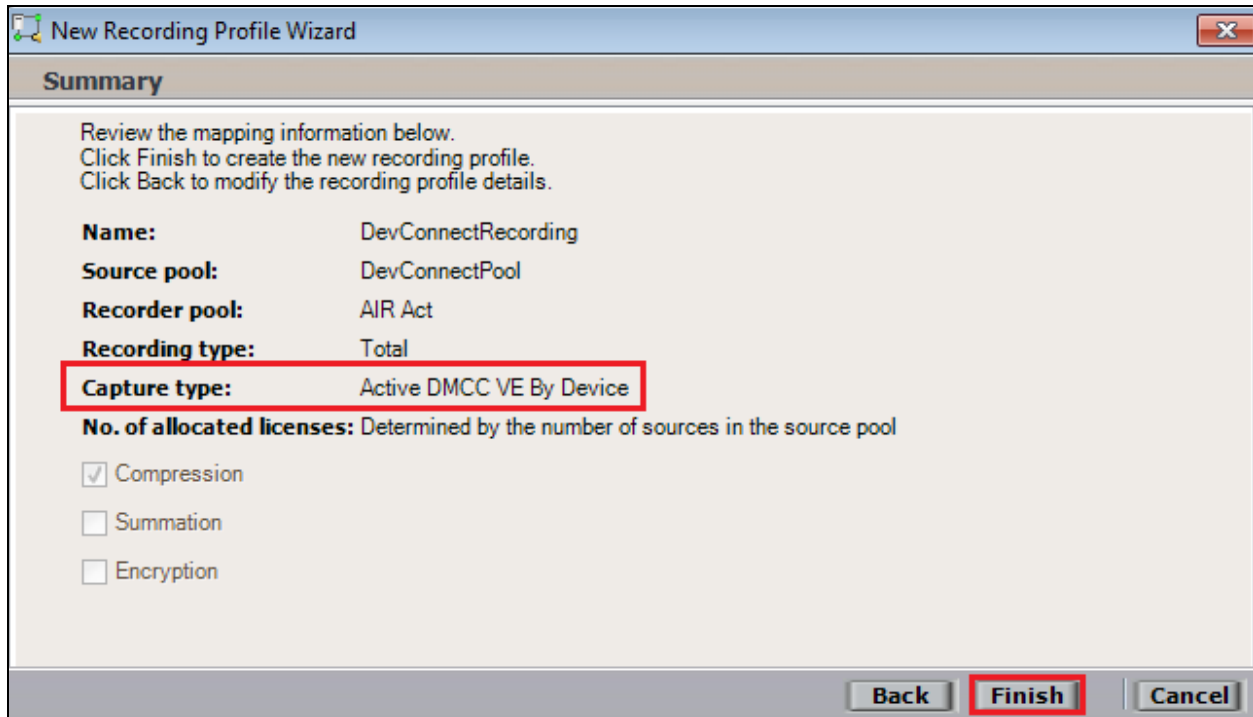 New Recording Profile Wizard
Summary
Review the mapping information below.
Click Finish to create the new recording profile.
Click Back to modify the recording profile details.
Name: DevConnectRecording
Source pool: DevConnectPool
Recorder pool: AIR Act
Recording type: Total
Capture type: Active DMCC VE By Device
No. of allocated licenses: Determined by the number of sources in the source pool
Compression
Summation
Encryption
Back Finish Cancel